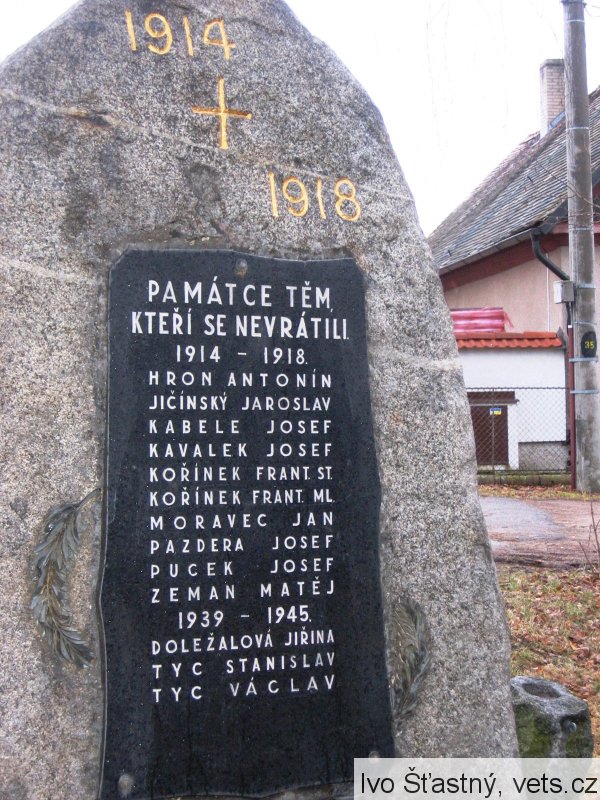 1914
1918
PAMÁTCE TĚM,
KTEŘÍ SE NEVRÁTILI.
1914 - 1918.
HRON ANTONÍN
JIČÍNSKÝ JAROSLAV
KABELE JOSEF
KAVALEK JOSEF
KOŘÍNEK FRANT. ST.
KOŘÍNEK FRANT. ML.
MORAVEC JAN
PAZDERA JOSEF
PUCEK JOSEF
ZEMAN MATĚJ
1939 - 1945.
DOLEŽALOVÁ JIŘINA
TYC STANISLAV
TYC VÁCLAV
35
Ivo Šťastný, vets.cz